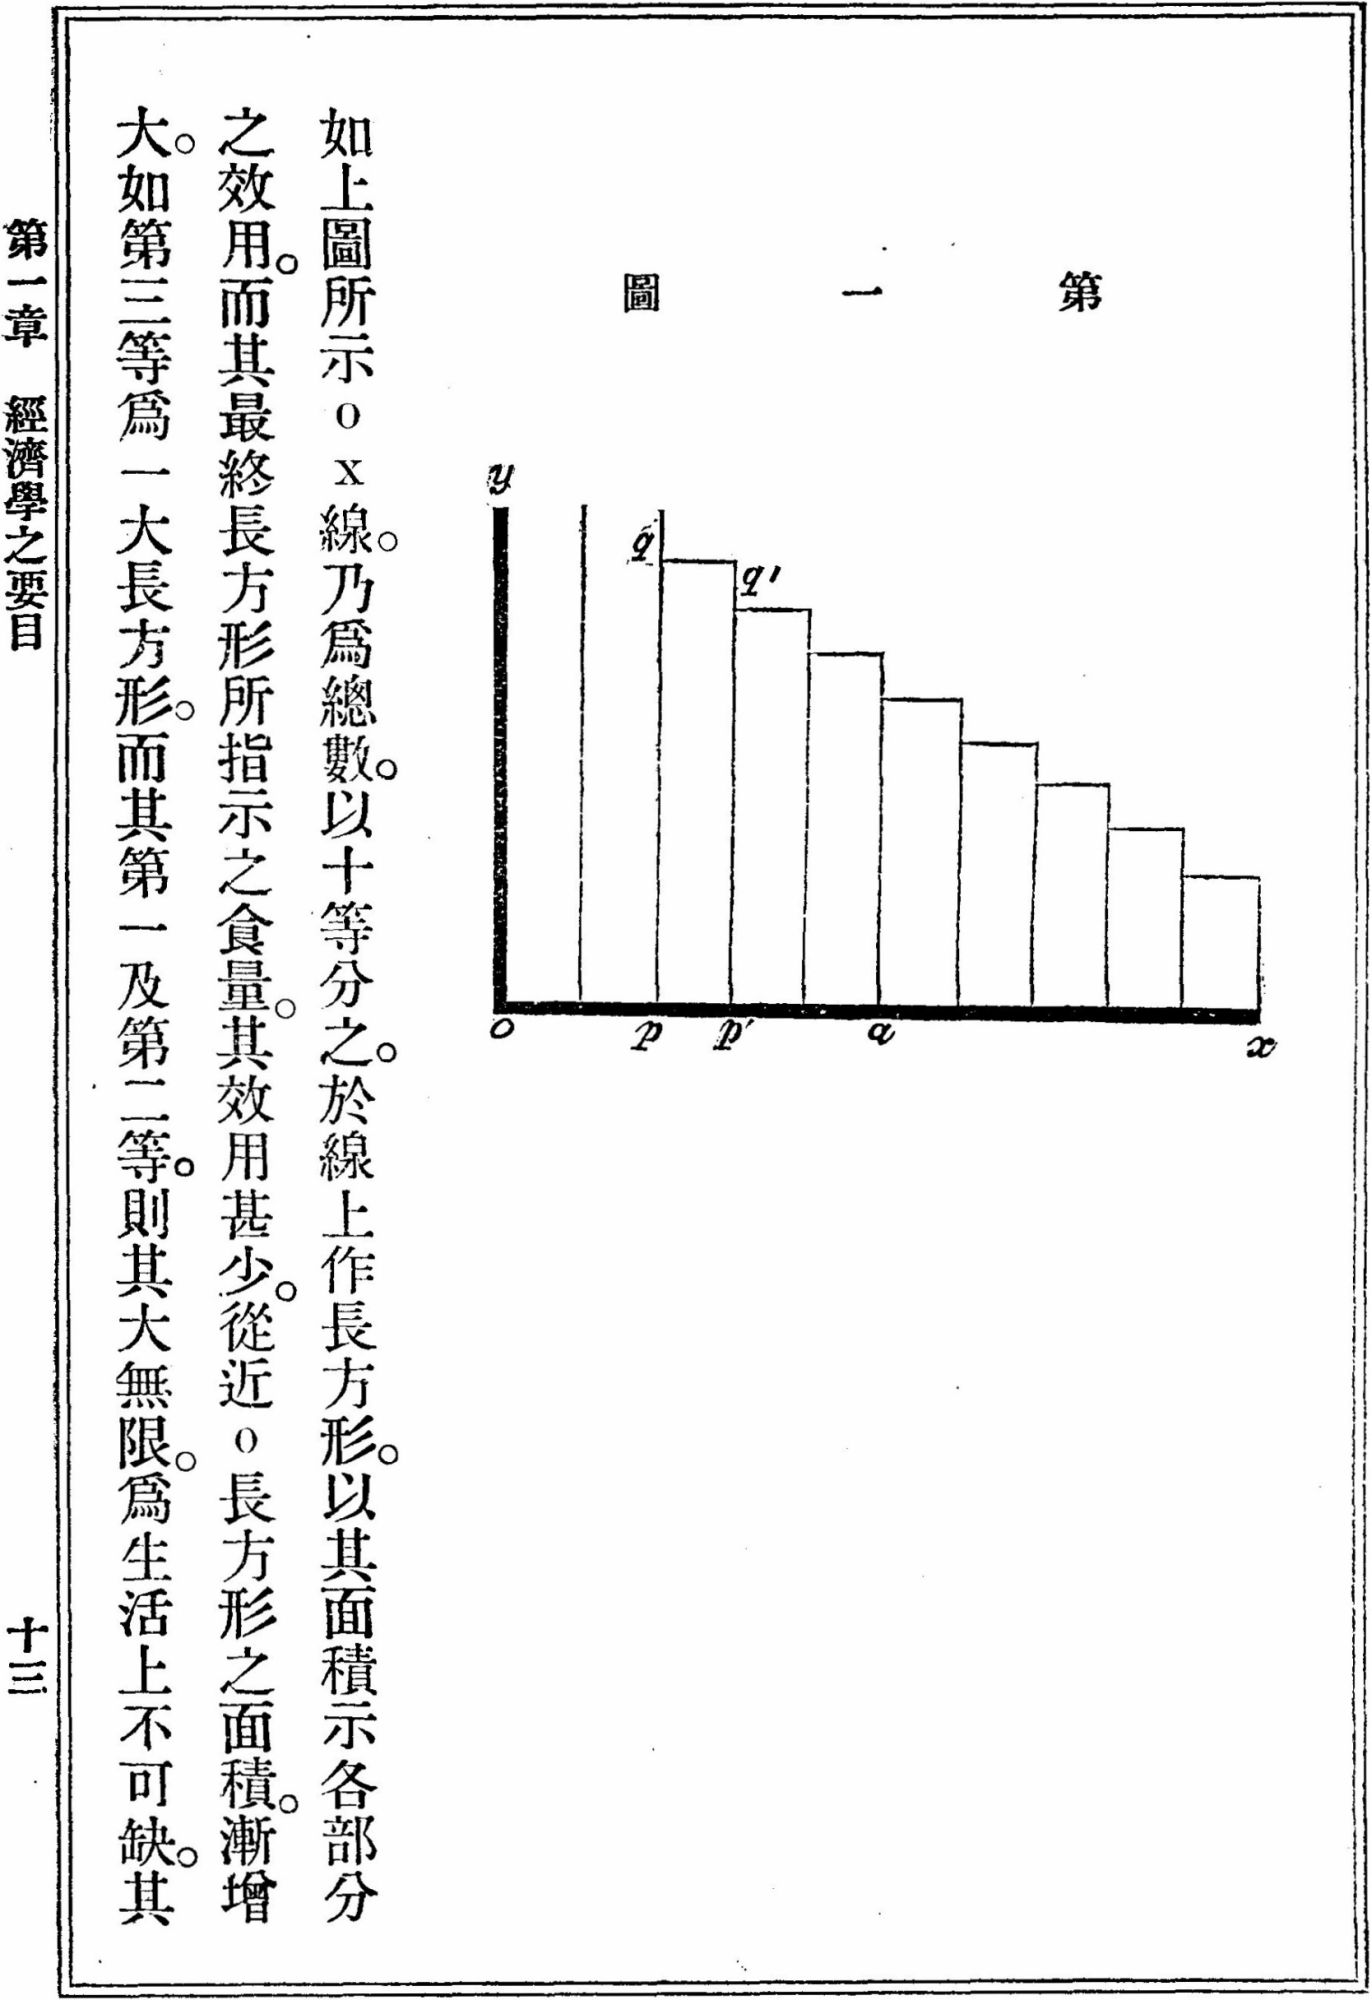 第一圖
y
q
q'
o
p
p'
a
x
如上圖所示ox線。乃爲總數。以十等分之。於線上作長方形。以其面積示各部分
之效用。而其最終長方形所指示之食量。其效用甚少。從近o長方形之面積。漸增
大。如第三等爲一大長方形。而其第一及第二等。則其大無限。爲生活上不可缺。其
第一章 經濟學之要目
十三